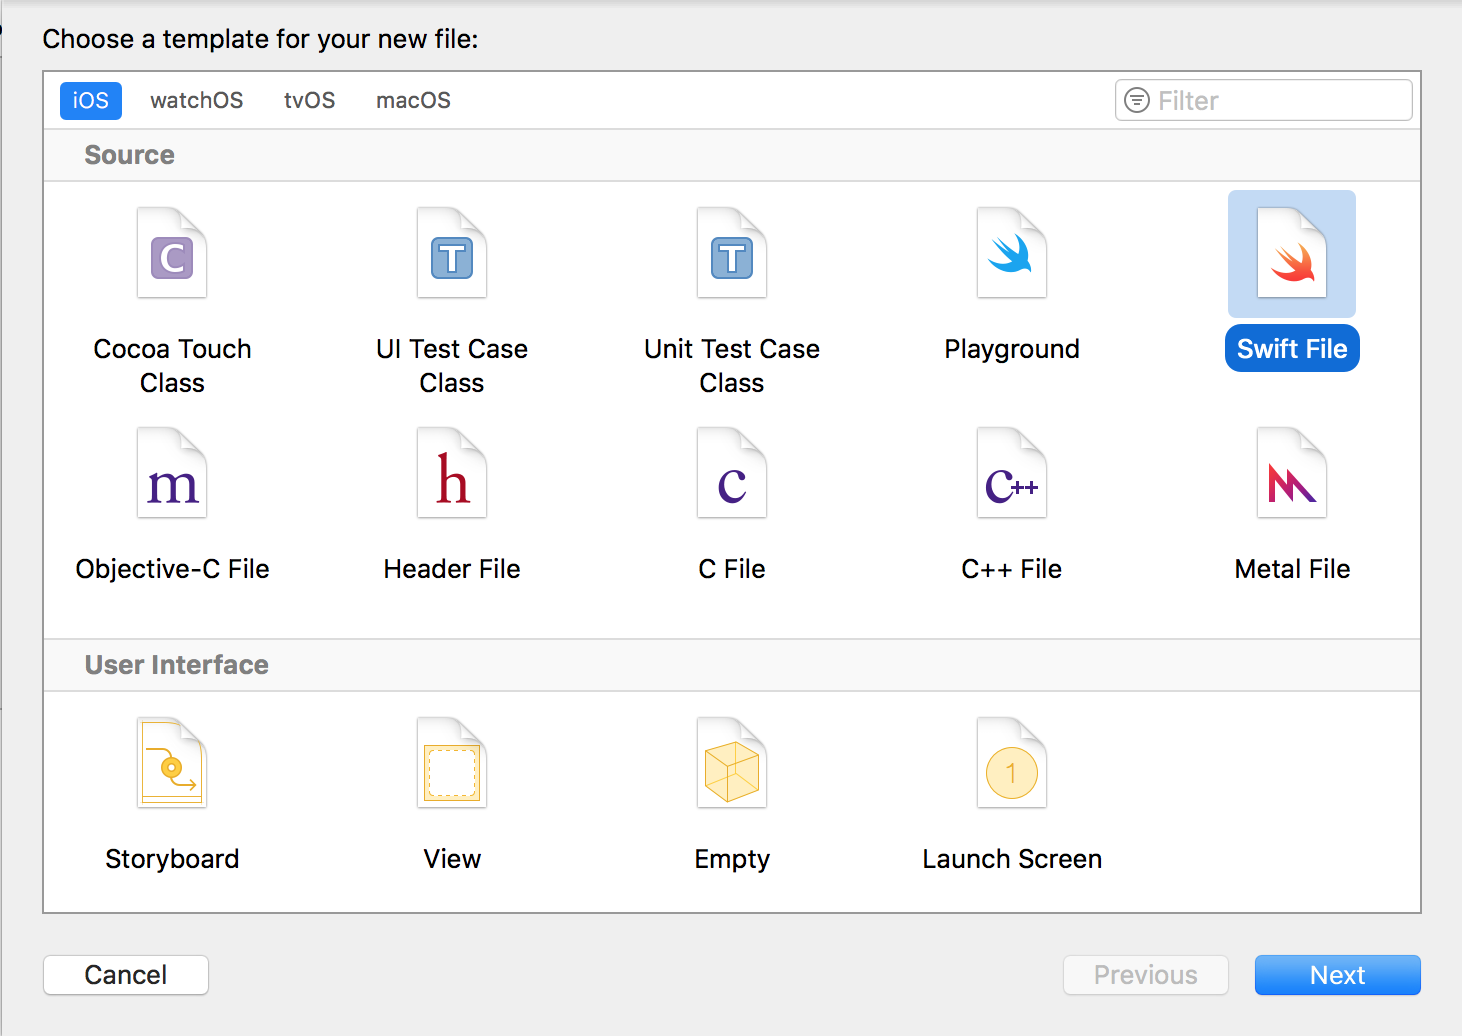 Choose a template for your new file:
iOS watchOS tvOS macOS Filter
Source
C T T
Cocoa Touch Class
UI Test Case Class
Unit Test Case Class
Playground
Swift File
m h c C++
Objective-C File
Header File
C File
C++ File
Metal File
User Interface
1
Storyboard
View
Empty
Launch Screen
Cancel Previous Next